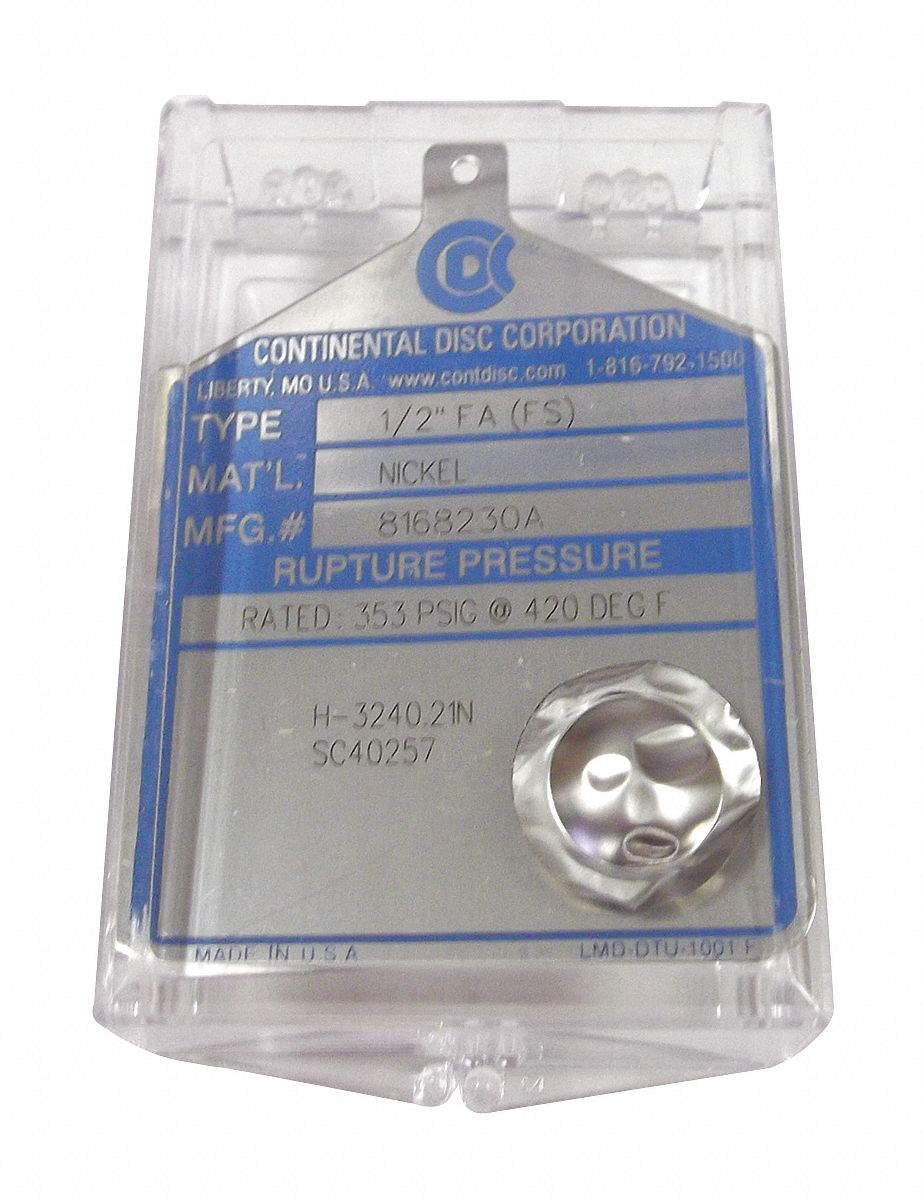 CDC
CONTINENTAL DISC CORPORATION
LIBERTY, MO U.S.A. www.contdisc.com 1-816-792-1500
TYPE 1/2" FA (FS)
MAT'L. NICKEL
MFG.# 8168230A
RUPTURE PRESSURE
RATED: 353 PSIG @ 420 DEG F
H-3240.21N
SC40257
MADE IN U.S.A. LMD-DTU-1001 F